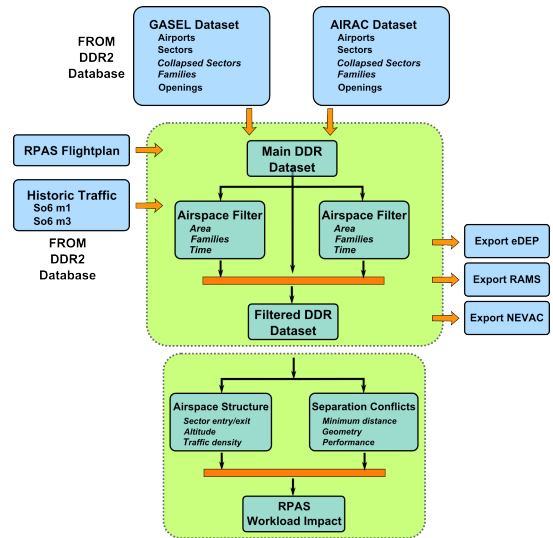 FROM
DDR2
Database
GASEL Dataset
Airports
Sectors
Collapsed Sectors
Families
Openings
AIRAC Dataset
Airports
Sectors
Collapsed Sectors
Families
Openings
RPAS Flightplan
Historic Traffic
So6 m1
So6 m3
FROM
DDR2
Database
Main DDR
Dataset
Airspace Filter
Area
Families
Time
Airspace Filter
Area
Families
Time
Filtered DDR
Dataset
Export eDEP
Export RAMS
Export NEVAC
Airspace Structure
Sector entry/exit
Altitude
Traffic density
Separation Conflicts
Minimum distance
Geometry
Performance
RPAS
Workload Impact